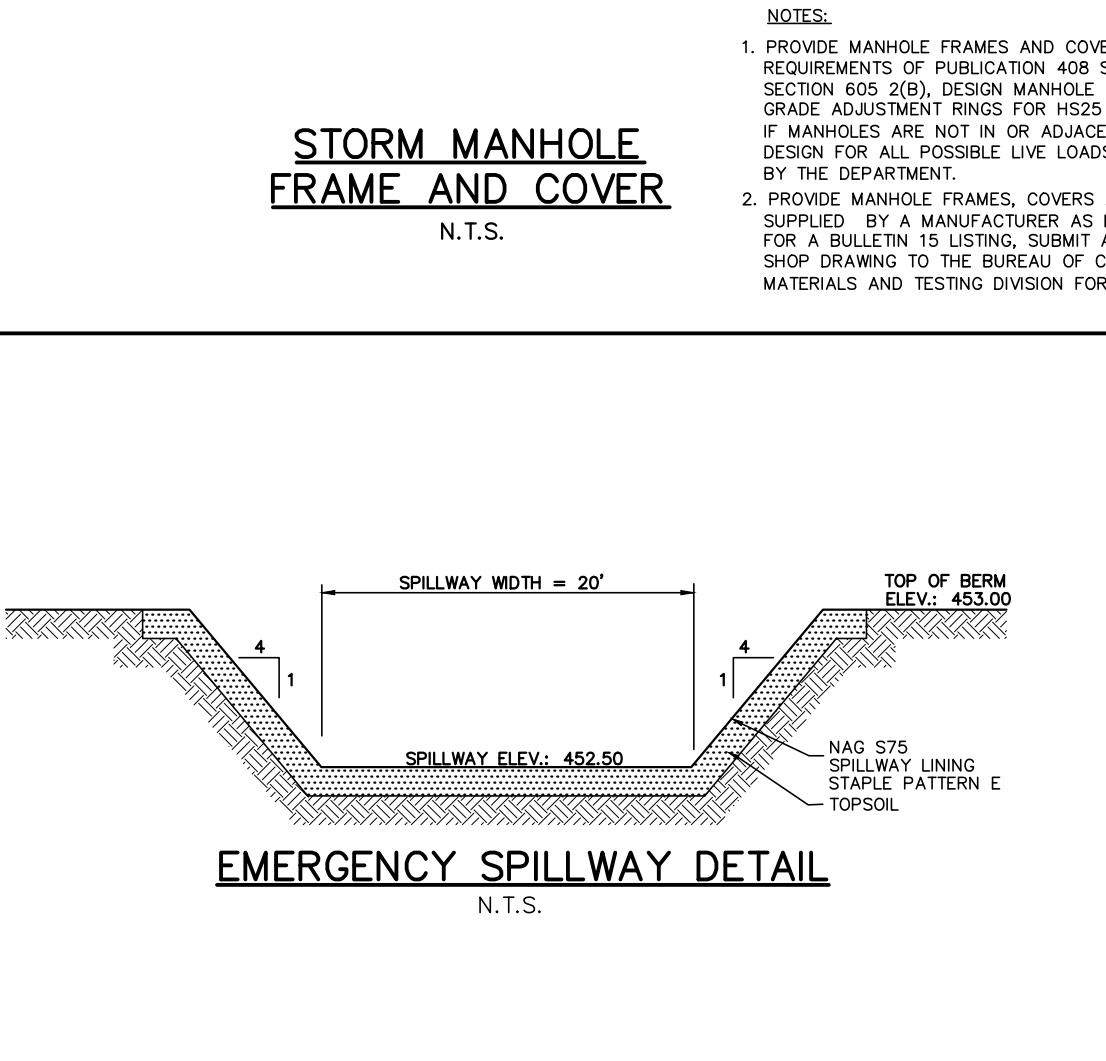 NOTES:
1. PROVIDE MANHOLE FRAMES AND
REQUIREMENTS OF PUBLICATION 408
SECTION 605 2(B), DESIGN MANHOLE
GRADE ADJUSTMENT RINGS FOR HS25
IF MANHOLES ARE NOT IN OR
DESIGN FOR ALL POSSIBLE LIVE LOADS
BY THE DEPARTMENT.
2. PROVIDE MANHOLE FRAMES, COVERS
SUPPLIED BY A MANUFACTURER AS
FOR A BULLETIN 15 LISTING, SUBMIT
SHOP DRAWING TO THE BUREAU OF
MATERIALS AND TESTING DIVISION FOR
STORM MANHOLE
FRAME AND COVER
N.T.S.
SPILLWAY WIDTH = 20'
TOP OF BERM
ELEV.: 453.00
4
1
4
1
SPILLWAY ELEV.: 452.50
NAG S75
SPILLWAY LINING
STAPLE PATTERN E
TOPSOIL
EMERGENCY SPILLWAY DETAIL
N.T.S.